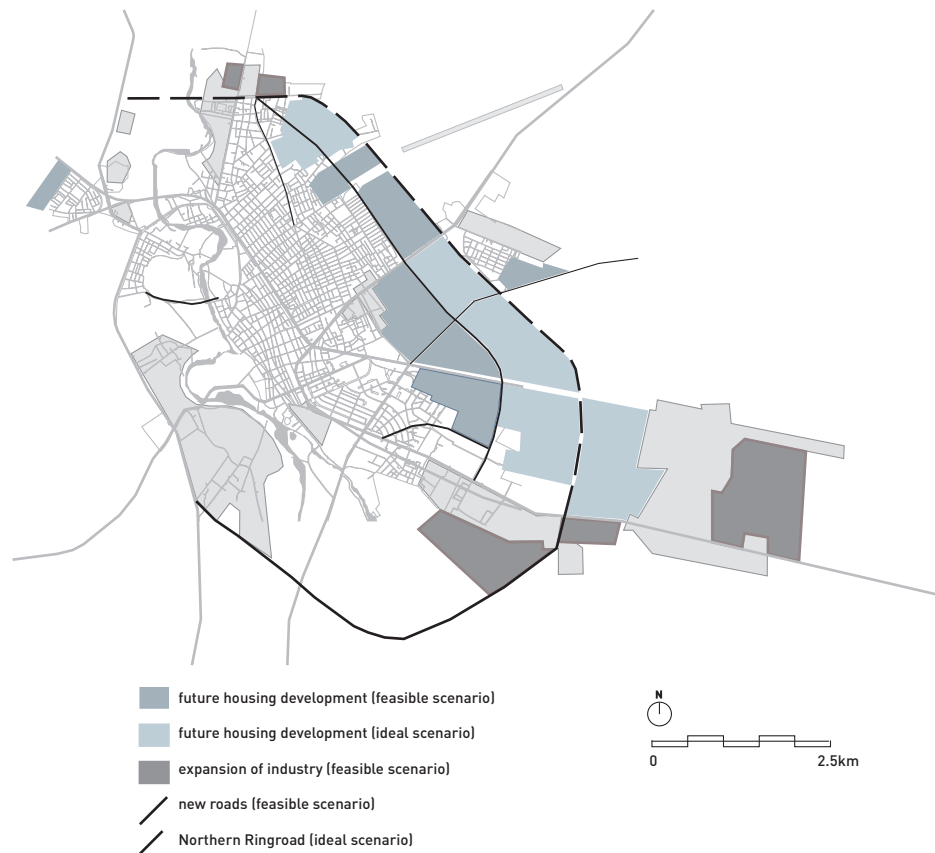 future housing development (feasible scenario)
future housing development (ideal scenario)
expansion of industry (feasible scenario)
new roads (feasible scenario)
Northern Ringroad (ideal scenario)
N
0 2.5km